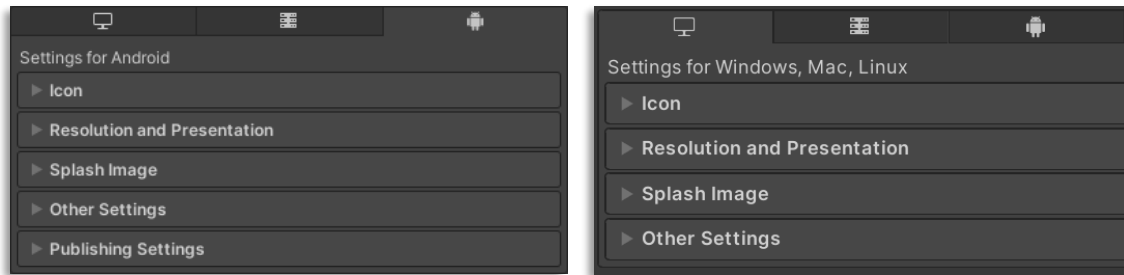 Settings for Android
Icon
Resolution and Presentation
Splash Image
Other Settings
Publishing Settings
Settings for Windows, Mac, Linux
Icon
Resolution and Presentation
Splash Image
Other Settings